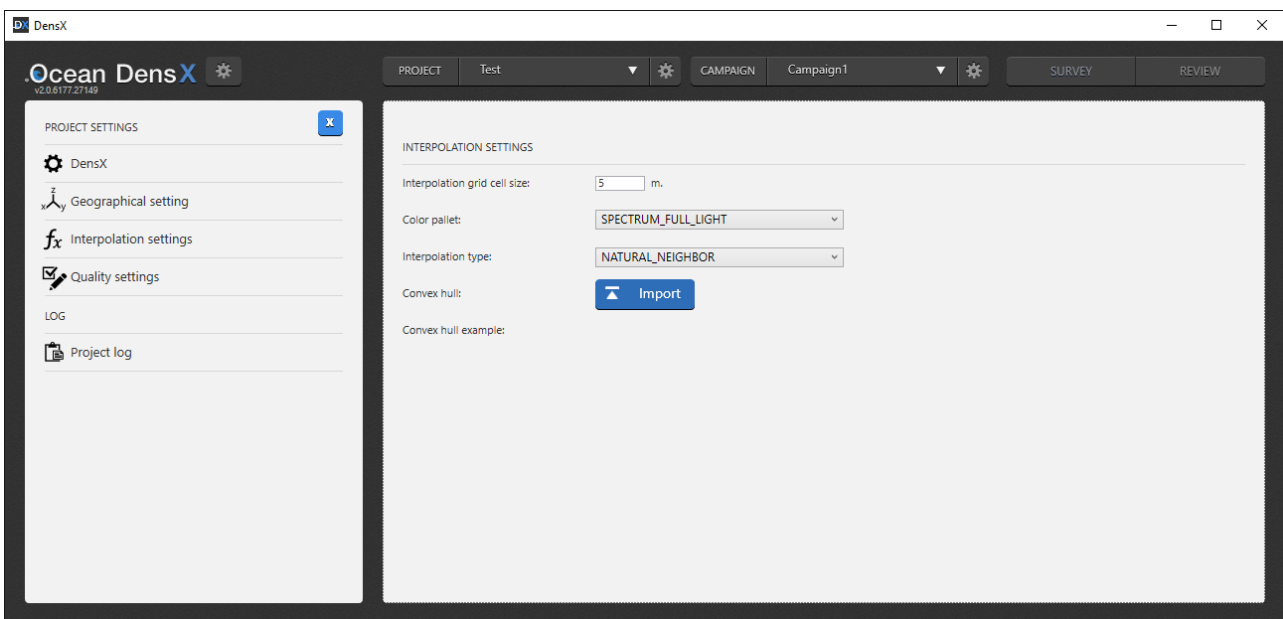 DX DensX
.Ocean DensX
v2.0.6177.27149
PROJECT Test CAMPAIGN Campaign1 SURVEY REVIEW
PROJECT SETTINGS X
DensX
z x y Geographical setting
fx Interpolation settings
Quality settings
LOG
Project log
INTERPOLATION SETTINGS
Interpolation grid cell size: 5 m.
Color pallet: SPECTRUM_FULL_LIGHT
Interpolation type: NATURAL_NEIGHBOR
Convex hull: Import
Convex hull example: